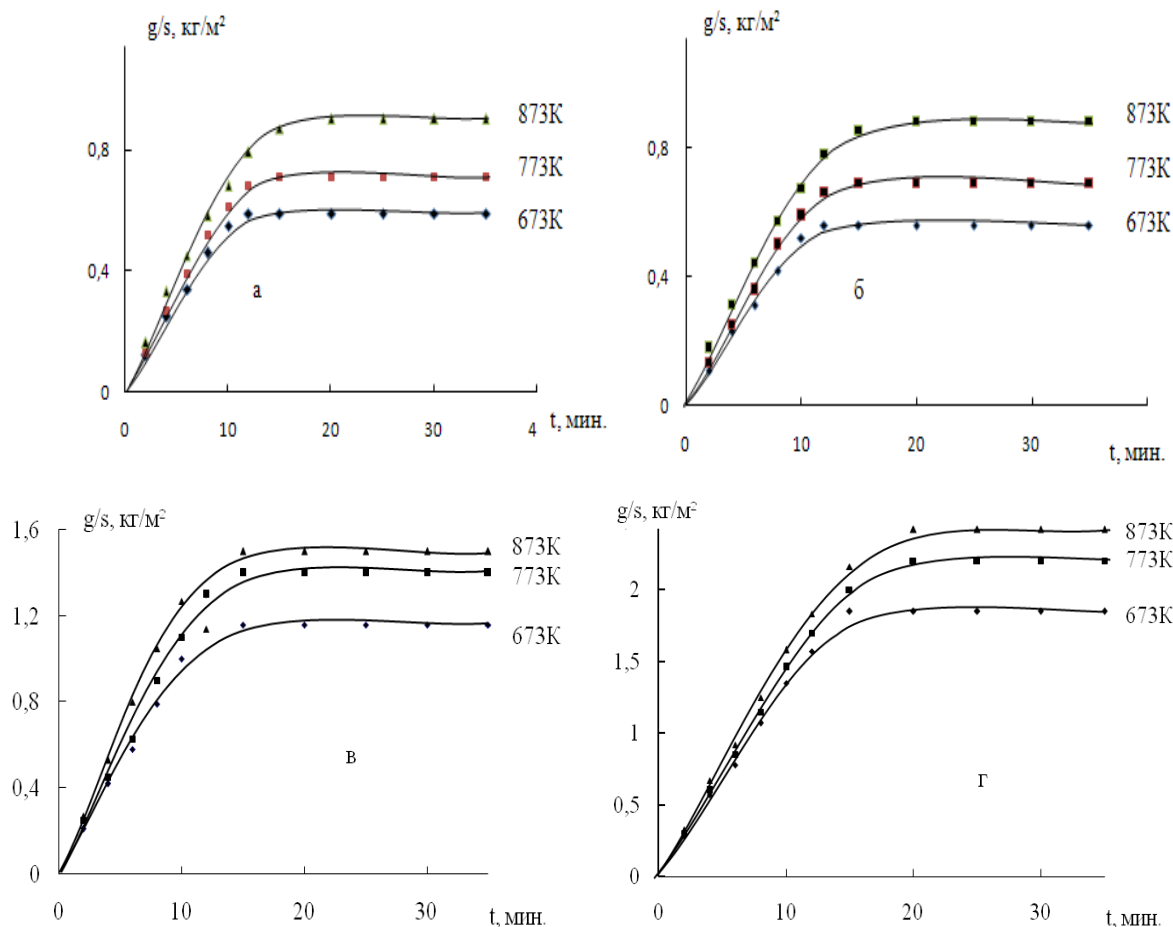 g/s, кг/м²
873К
0,8
773К
673К
0,4
а
0
0 10 20 30 4
t, мин.
g/s, кг/м²
873К
0,8
773К
673К
0,4
б
0
0 10 20 30
t, мин.
g/s, кг/м²
1,6
873К
773К
1,2
673К
0,8
в
0,4
0
0 10 20 30
t, мин.
g/s, кг/м²
873К
773К
2
673К
1,5
1
г
0,5
0
0 10 20 30
t, мин.